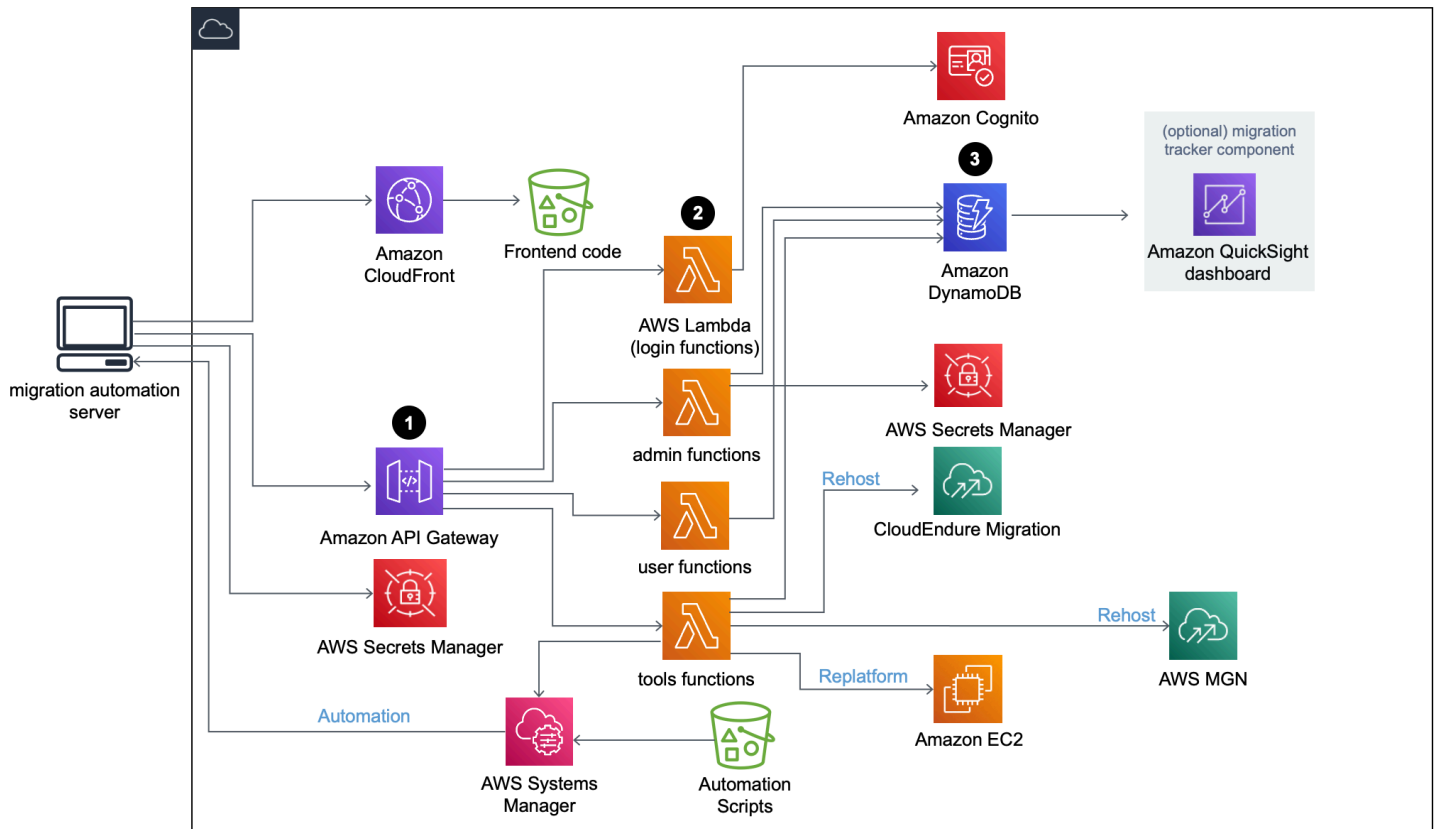 Amazon Cognito
(optional) migration
tracker component
3
Amazon
CloudFront
Frontend code
2
Amazon QuickSight
dashboard
Amazon
DynamoDB
AWS Lambda
(login functions)
migration automation
server
1
admin functions
AWS Secrets Manager
Rehost
CloudEndure Migration
Amazon API Gateway
user functions
AWS Secrets Manager
Rehost
tools functions
Replatform
AWS MGN
Automation
Amazon EC2
AWS Systems
Manager
Automation
Scripts
</>